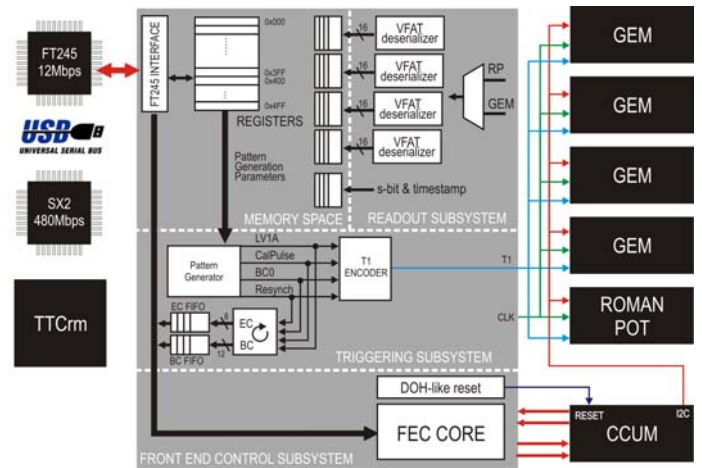 FT245
12Mbps
USB
UNIVERSAL SERIAL BUS
SX2
480Mbps
TTCrm
FT245 INTERFACE
0x000
0x3FF
0x400
0x4FF
REGISTERS
Pattern
Generation
Parameters
MEMORY SPACE
16
VFAT
deserializer
16
VFAT
deserializer
16
VFAT
deserializer
16
VFAT
deserializer
RP
GEM
s-bit & timestamp
READOUT SUBSYSTEM
Pattern
Generator
LV1A
CalPulse
BC0
Resynch
T1
ENCODER
T1
CLK
EC FIFO
8
EC
BC
12
BC FIFO
TRIGGERING SUBSYSTEM
DOH-like reset
FEC CORE
FRONT END CONTROL SUBSYSTEM
GEM
GEM
GEM
GEM
ROMAN
POT
RESET
I2C
CCUM